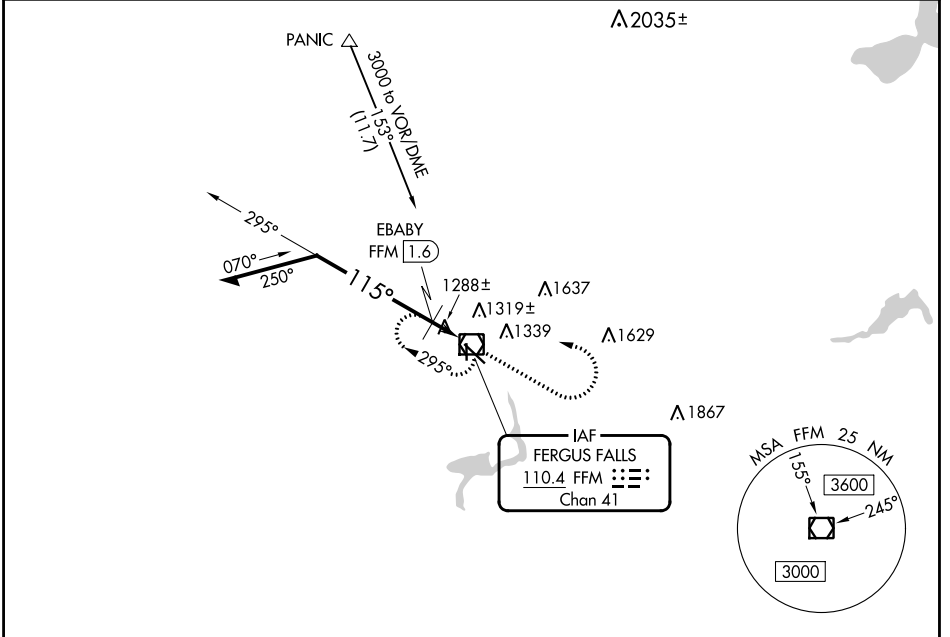 2035±
PANIC
3000 to VOR/DME
153°
(11.7)
295°
EBABY
FFM 1.6
070°
250°
115°
1288±
1637
1319±
1339
1629
295°
1867
IAF
FERGUS FALLS
110.4 FFM
Chan 41
MSA FFM 25 NM
155°
3600
245°
3000